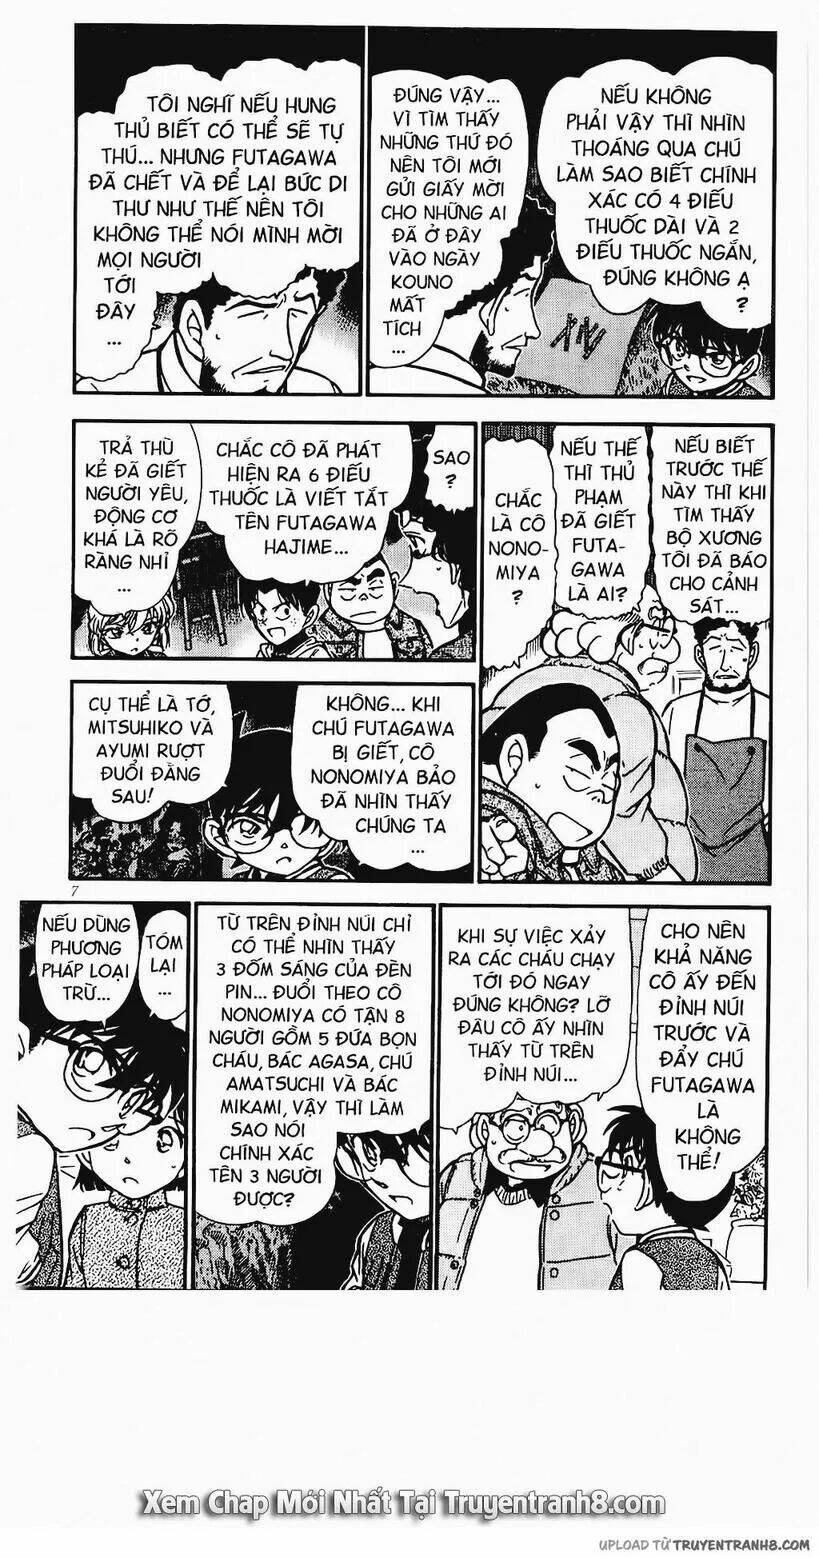 NẾU KHÔNG
PHẢI VẬY THÌ NHÌN
THOÁNG QUA CHÚ
LÀM SAO BIẾT CHÍNH
XÁC CÓ 4 ĐIẾU
THUỐC DÀI VÀ 2
ĐIẾU THUỐC NGẮN,
ĐÚNG KHÔNG Ạ
?
ĐÚNG VẬY...
VÌ TÌM THẤY
NHỮNG THỨ ĐÓ
NÊN TÔI MỚI
GỬI GIẤY MỜI
CHO NHỮNG AI
ĐÃ Ở ĐÂY
VÀO NGÀY
KOUNO
MẤT
TÍCH
...
TÔI NGHĨ NẾU HUNG
THỦ BIẾT CÓ THỂ SẼ TỰ
THÚ... NHƯNG FUTAGAWA
ĐÃ CHẾT VÀ ĐỂ LẠI BỨC DI
THƯ NHƯ THẾ NÊN TÔI
KHÔNG THỂ NÓI MÌNH MỜI
MỌI NGƯỜI
TỚI
ĐÂY
...
NẾU BIẾT
TRƯỚC THẾ
NÀY THÌ KHI
TÌM THẤY
BỘ XƯƠNG
TÔI ĐÃ BÁO
CHO CẢNH
SÁT...
NẾU THẾ
THÌ THỦ
PHẠM
ĐÃ GIẾT
FUTA-
GAWA
LÀ AI?
CHẮC
LÀ CÔ
NONO-
MIYA
?
SAO
?
CHẮC CÔ ĐÃ PHÁT
HIỆN RA 6 ĐIẾU
THUỐC LÀ VIẾT TẮT
TÊN FUTAGAWA
HAJIME...
TRẢ THÙ
KẺ ĐÃ GIẾT
NGƯỜI YÊU,
ĐỘNG CƠ
KHÁ LÀ RÕ
RÀNG NHỈ
...
KHÔNG... KHI
CHÚ FUTAGAWA
BỊ GIẾT, CÔ
NONOMIYA BẢO
ĐÃ NHÌN THẤY
CHÚNG TA
...
CỤ THỂ LÀ TỚ,
MITSUHIKO VÀ
AYUMI RƯỢT
ĐUỔI ĐẰNG
SAU!
7
CHO NÊN
KHẢ NĂNG
CÔ ẤY ĐẾN
ĐỈNH NÚI
TRƯỚC VÀ
ĐẨY CHÚ
FUTAGAWA
LÀ
KHÔNG
THỂ!
KHI SỰ VIỆC XẢY
RA CÁC CHÁU CHẠY
TỚI ĐÓ NGAY
ĐÚNG KHÔNG? LỠ
ĐÂU CÔ ẤY NHÌN
THẤY TỪ TRÊN
ĐỈNH NÚI...
TỪ TRÊN ĐỈNH NÚI CHỈ
CÓ THỂ NHÌN THẤY
3 ĐỐM SÁNG CỦA ĐÈN
PIN... ĐUỔI THEO CÔ
NONOMIYA CÓ TẬN 8
NGƯỜI GỒM 5 ĐỨA BỌN
CHÁU, BÁC AGASA, CHÚ
AMATSUCHI VÀ BÁC
MIKAMI, VẬY THÌ LÀM
SAO NÓI
CHÍNH XÁC
TÊN 3 NGƯỜI
ĐƯỢC?
TÓM
LẠI
...
NẾU DÙNG
PHƯƠNG
PHÁP LOẠI
TRỪ...
Xem Chap Mới Nhất Tại Truyentranh8.com
UPLOAD TỪ TRUYENTRANH8.COM